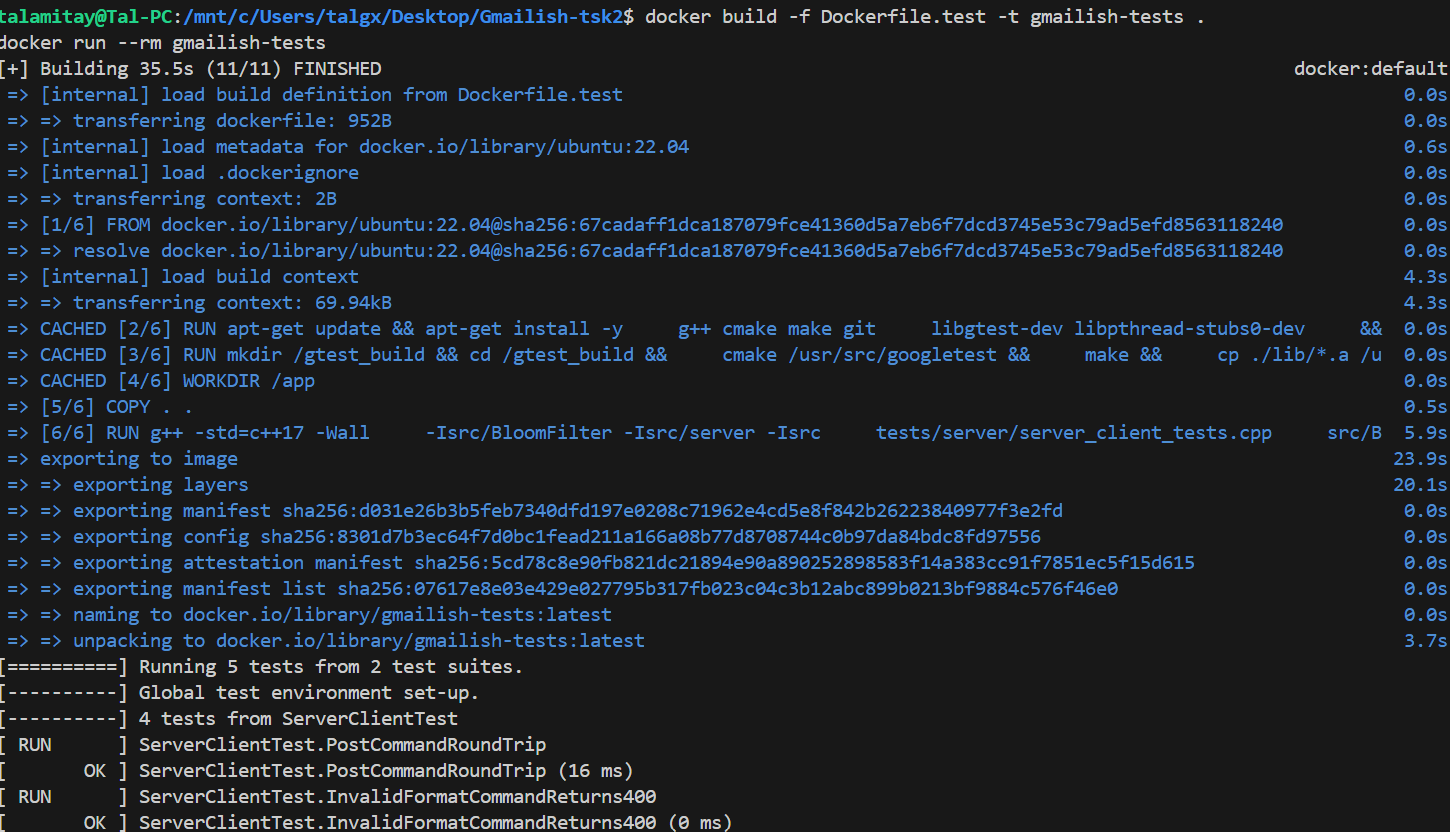 talamitay@Tal-PC:/mnt/c/Users/talgx/Desktop/Gmailish-tsk2$ docker build -f Dockerfile.test -t gmailish-tests .
docker run --rm gmailish-tests
[+] Building 35.5s (11/11) FINISHED docker:default
=> [internal] load build definition from Dockerfile.test 0.0s
=> => transferring dockerfile: 952B 0.0s
=> [internal] load metadata for docker.io/library/ubuntu:22.04 0.6s
=> [internal] load .dockerignore 0.0s
=> => transferring context: 2B 0.0s
=> [1/6] FROM docker.io/library/ubuntu:22.04@sha256:67cadaff1dca187079fce41360d5a7eb6f7dcd3745e53c79ad5efd8563118240 0.0s
=> => resolve docker.io/library/ubuntu:22.04@sha256:67cadaff1dca187079fce41360d5a7eb6f7dcd3745e53c79ad5efd8563118240 0.0s
=> [internal] load build context 4.3s
=> => transferring context: 69.94kB 4.3s
=> CACHED [2/6] RUN apt-get update && apt-get install -y     g++ cmake make git     libgtest-dev libpthread-stubs0-dev     && 0.0s
=> CACHED [3/6] RUN mkdir /gtest_build && cd /gtest_build &&     cmake /usr/src/googletest &&     make &&     cp ./lib/*.a /u 0.0s
=> CACHED [4/6] WORKDIR /app 0.0s
=> [5/6] COPY . . 0.5s
=> [6/6] RUN g++ -std=c++17 -Wall     -Isrc/BloomFilter -Isrc/server -Isrc     tests/server/server_client_tests.cpp     src/B 5.9s
=> exporting to image 23.9s
=> => exporting layers 20.1s
=> => exporting manifest sha256:d031e26b3b5feb7340dfd197e0208c71962e4cd5e8f842b26223840977f3e2fd 0.0s
=> => exporting config sha256:8301d7b3ec64f7d0bc1fead211a166a08b77d8708744c0b97da84bdc8fd97556 0.0s
=> => exporting attestation manifest sha256:5cd78c8e90fb821dc21894e90a890252898583f14a383cc91f7851ec5f15d615 0.0s
=> => exporting manifest list sha256:07617e8e03e429e027795b317fb023c04c3b12abc899b0213bf9884c576f46e0 0.0s
=> => naming to docker.io/library/gmailish-tests:latest 0.0s
=> => unpacking to docker.io/library/gmailish-tests:latest 3.7s
[==========] Running 5 tests from 2 test suites.
[----------] Global test environment set-up.
[----------] 4 tests from ServerClientTest
[ RUN      ] ServerClientTest.PostCommandRoundTrip
[       OK ] ServerClientTest.PostCommandRoundTrip (16 ms)
[ RUN      ] ServerClientTest.InvalidFormatCommandReturns400
[       OK ] ServerClientTest.InvalidFormatCommandReturns400 (0 ms)